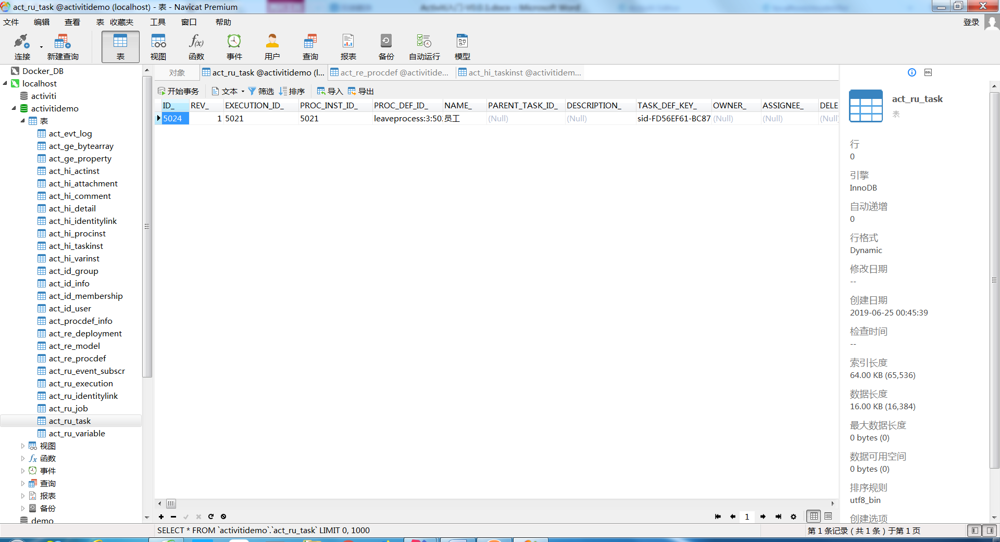 act_ru_task @activitidemo (localhost) - 表 - Navicat Premium
文件 编辑 查看 表 收藏夹 工具 窗口 帮助 登录
连接 新建查询 表 视图 函数 事件 用户 查询 报表 备份 自动运行 模型
Docker_DB
localhost
activiti
activitidemo
表
act_evt_log
act_ge_bytearray
act_ge_property
act_hi_actinst
act_hi_attachment
act_hi_comment
act_hi_detail
act_hi_identitylink
act_hi_procinst
act_hi_taskinst
act_hi_varinst
act_id_group
act_id_info
act_id_membership
act_id_user
act_procdef_info
act_re_deployment
act_re_model
act_re_procdef
act_ru_event_subscr
act_ru_execution
act_ru_identitylink
act_ru_job
act_ru_task
act_ru_variable
视图
函数
事件
查询
报表
备份
demo
对象 act_ru_task @activitidemo (l... act_re_procdef @activitide... act_hi_taskinst @activitidem...
开始事务 文本 筛选 排序 导入 导出
ID_ REV_ EXECUTION_ID_ PROC_INST_ID_ PROC_DEF_ID_ NAME_ PARENT_TASK_ID_ DESCRIPTION_ TASK_DEF_KEY_ OWNER_ ASSIGNEE_ DELE
5024 1 5021 5021 leaveprocess:3:50 员工 (Null) (Null) sid-FD56EF61-BC87 (Null) (Null) (Null)
1
SELECT * FROM `activitidemo`.`act_ru_task` LIMIT 0, 1000
第 1 条记录 ( 共 1 条 ) 于第 1 页
DDL
act_ru_task
表
行
0
引擎
InnoDB
自动递增
0
行格式
Dynamic
修改日期
--
创建日期
2019-06-25 00:45:39
检查时间
--
索引长度
64.00 KB (65,536)
数据长度
16.00 KB (16,384)
最大数据长度
0 bytes (0)
数据可用空间
0 bytes (0)
排序规则
utf8_bin
创建选项